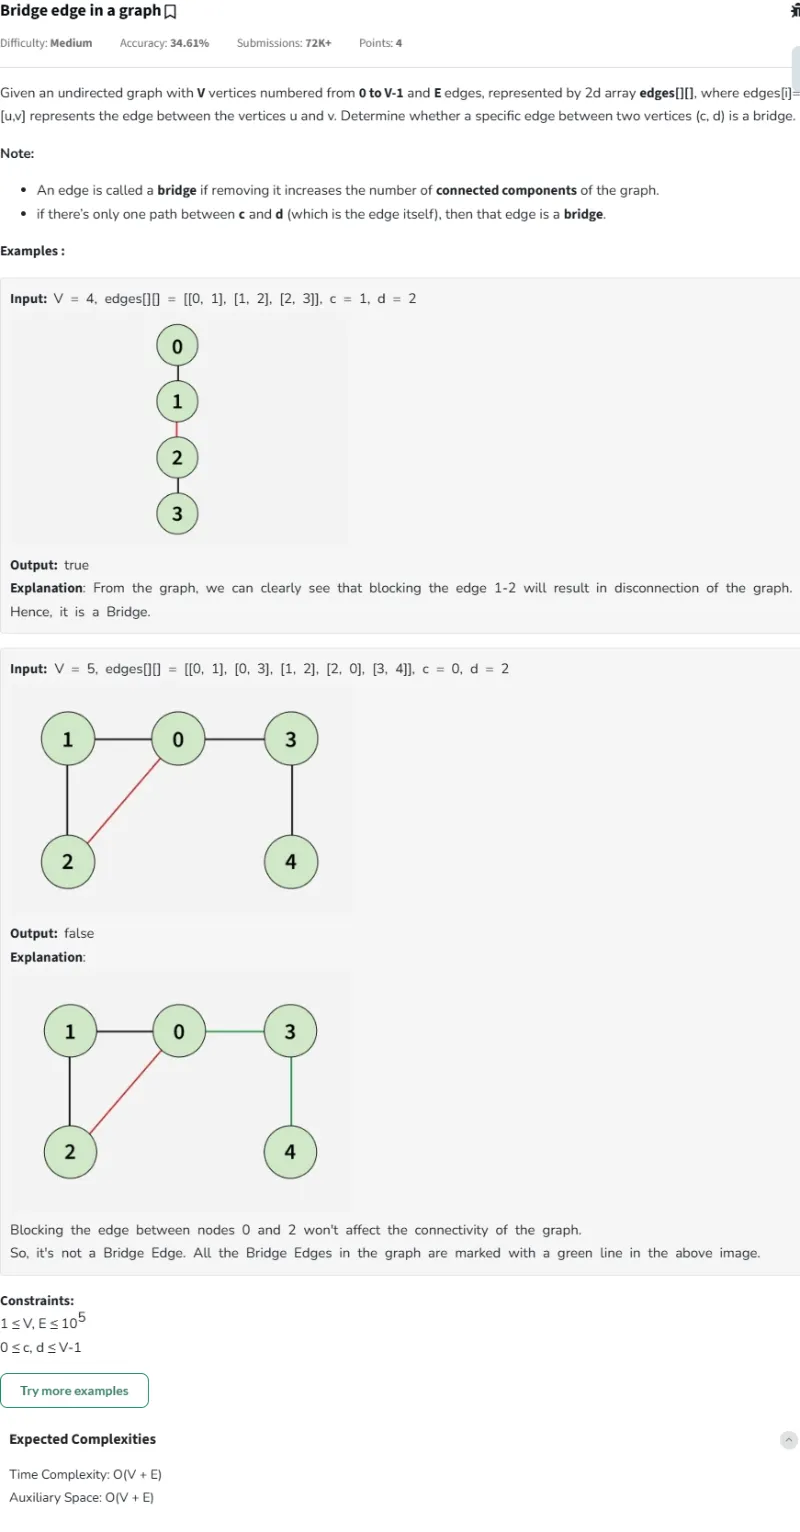 Bridge edge in a graph
Difficulty: Medium Accuracy: 34.61% Submissions: 72K+ Points: 4
Given an undirected graph with V vertices numbered from 0 to V-1 and E edges, represented by 2d array edges[][], where edges[i]=
[u,v] represents the edge between the vertices u and v. Determine whether a specific edge between two vertices (c, d) is a bridge.
Note:
• An edge is called a bridge if removing it increases the number of connected components of the graph.
• if there's only one path between c and d (which is the edge itself), then that edge is a bridge.
Examples :
Input: V = 4, edges[][] = [[0, 1], [1, 2], [2, 3]], c = 1, d = 2
0
1
2
3
Output: true
Explanation: From the graph, we can clearly see that blocking the edge 1-2 will result in disconnection of the graph.
Hence, it is a Bridge.
Input: V = 5, edges[][] = [[0, 1], [0, 3], [1, 2], [2, 0], [3, 4]], c = 0, d = 2
1 0 3
2 4
Output: false
Explanation:
1 0 3
2 4
Blocking the edge between nodes 0 and 2 won't affect the connectivity of the graph.
So, it's not a Bridge Edge. All the Bridge Edges in the graph are marked with a green line in the above image.
Constraints:
1 ≤ V, E ≤ 10⁵
0 ≤ c, d ≤ V-1
Try more examples
Expected Complexities
Time Complexity: O(V + E)
Auxiliary Space: O(V + E)